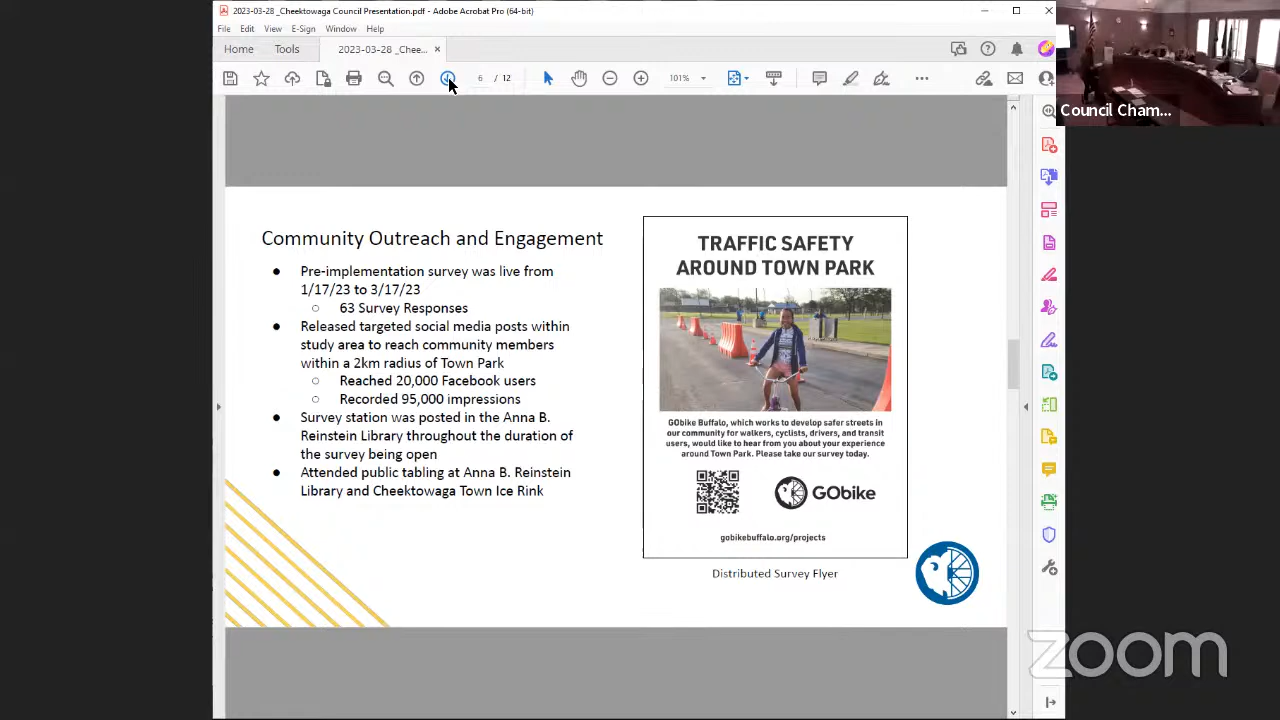 2023-03-28 _Cheektowaga Council Presentation.pdf - Adobe Acrobat Pro (64-bit)
File Edit View E-Sign Window Help
Home Tools 2023-03-28 _Chee... ×
6 / 12 101%
Council Cham...
Community Outreach and Engagement
● Pre-implementation survey was live from
1/17/23 to 3/17/23
○ 63 Survey Responses
● Released targeted social media posts within
study area to reach community members
within a 2km radius of Town Park
○ Reached 20,000 Facebook users
○ Recorded 95,000 impressions
● Survey station was posted in the Anna B.
Reinstein Library throughout the duration of
the survey being open
● Attended public tabling at Anna B. Reinstein
Library and Cheektowaga Town Ice Rink
TRAFFIC SAFETY
AROUND TOWN PARK
GObike Buffalo, which works to develop safer streets in
our community for walkers, cyclists, drivers, and transit
users, would like to hear from you about your experience
around Town Park. Please take our survey today.
GObike
gobikebuffalo.org/projects
Distributed Survey Flyer
zoom